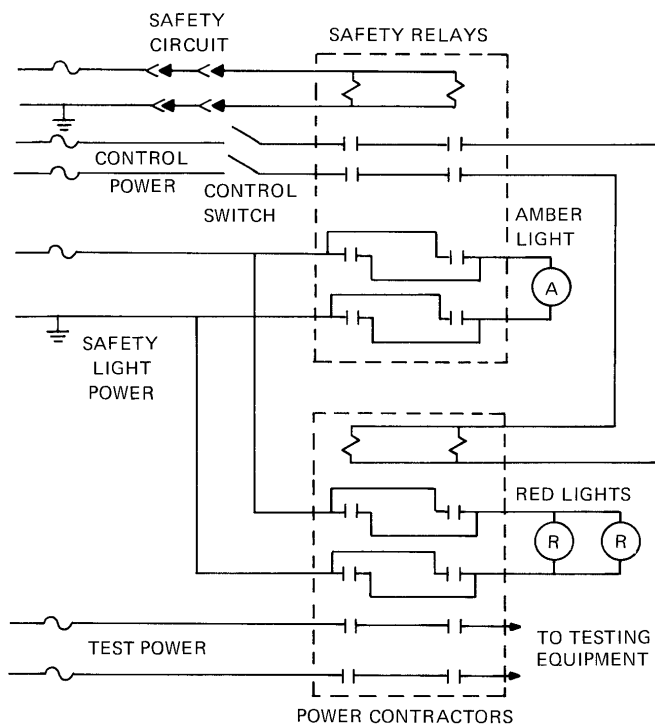 SAFETY
CIRCUIT
SAFETY RELAYS
CONTROL
POWER
CONTROL
SWITCH
AMBER
LIGHT
A
SAFETY
LIGHT
POWER
RED LIGHTS
R R
TEST POWER
TO TESTING
EQUIPMENT
POWER CONTRACTORS